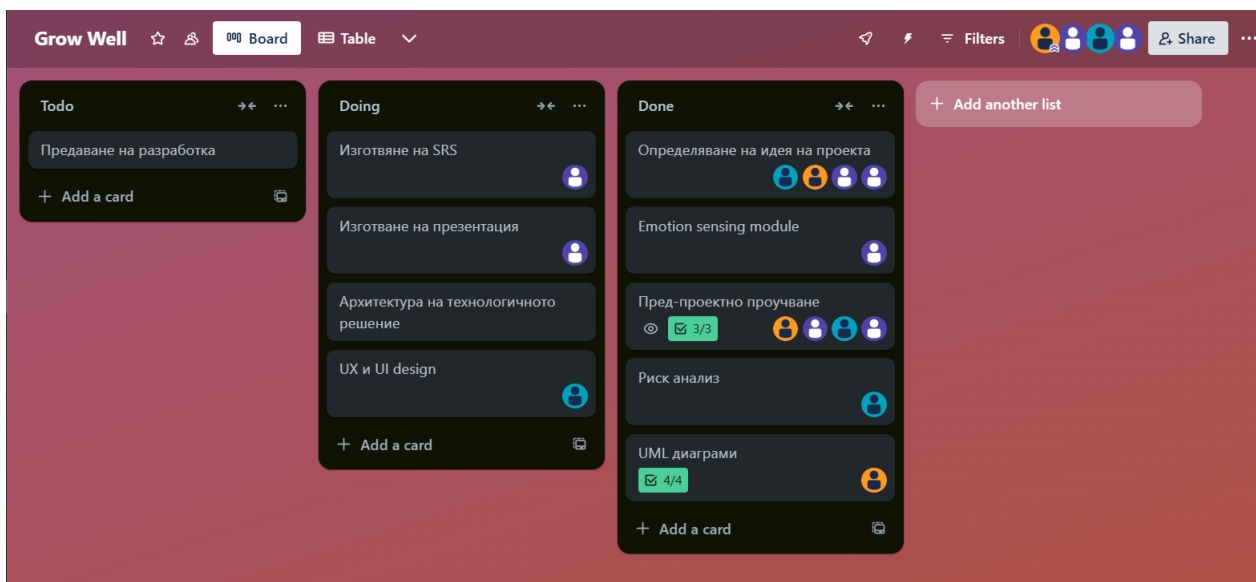 Grow Well
Board
Table
Filters
Share
Todo
Предаване на разработка
Add a card
Doing
Изготвяне на SRS
Изготване на презентация
Архитектура на технологичното
решение
UX и UI design
Add a card
Done
Определяване на идея на проекта
Emotion sensing module
Пред-проектно проучване
3/3
Риск анализ
UML диаграми
4/4
Add a card
Add another list